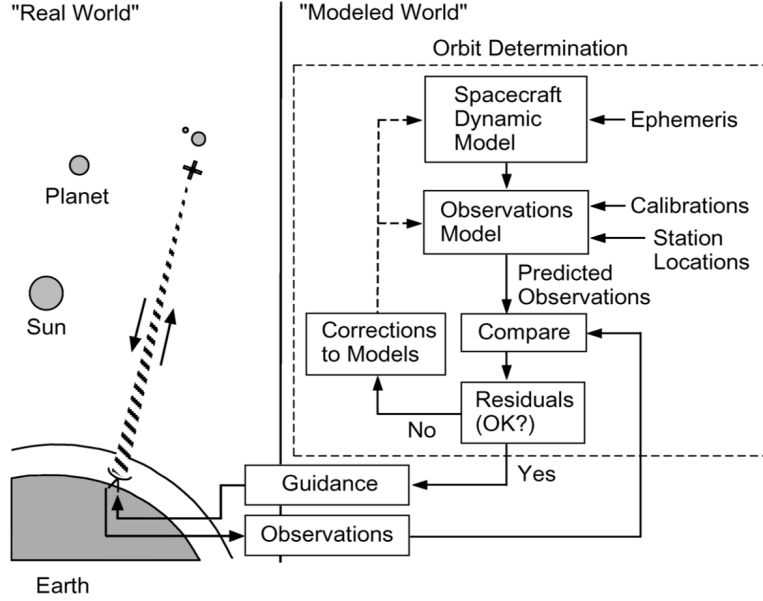 "Real World"
"Modeled World"
Orbit Determination
Spacecraft
Dynamic
Model
Ephemeris
Planet
Observations
Model
Calibrations
Station
Locations
Predicted
Observations
Sun
Corrections
to Models
Compare
Residuals
(OK?)
No
Yes
Guidance
Observations
Earth